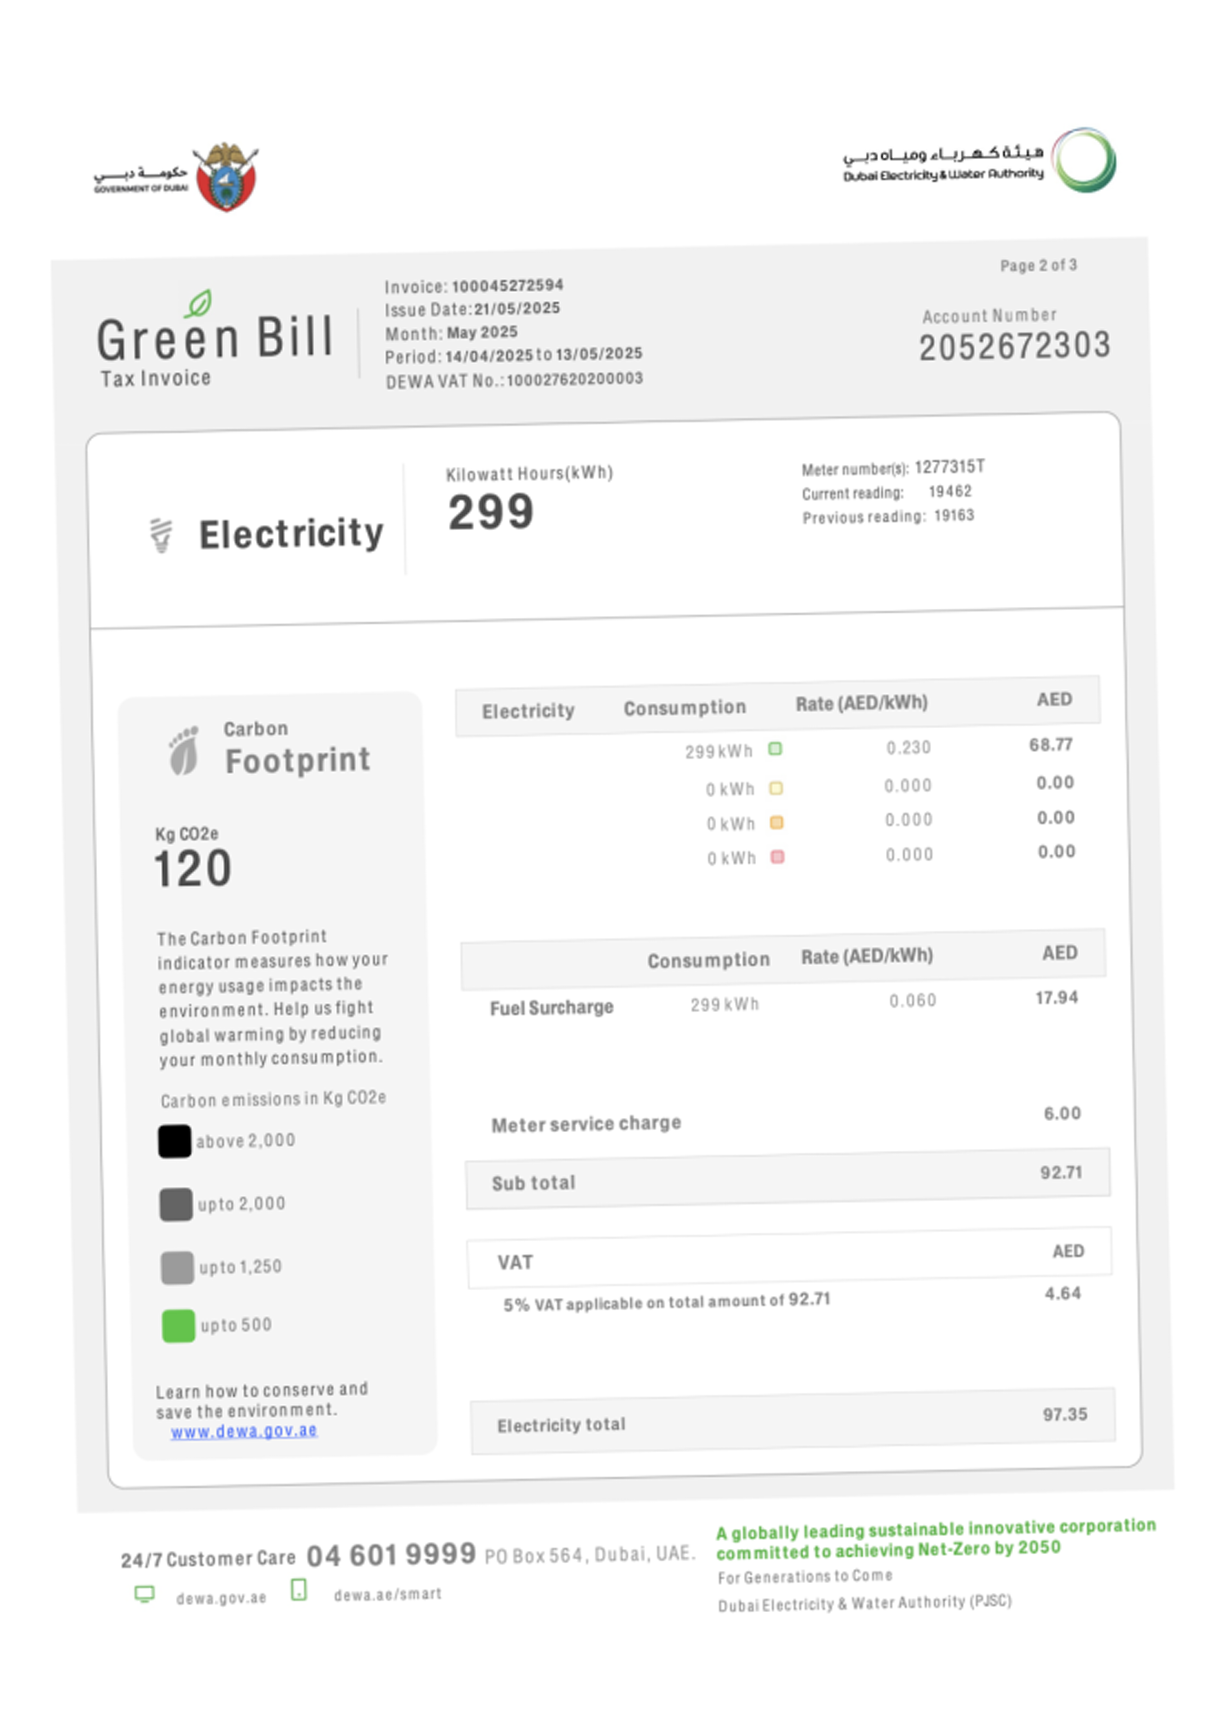 حكومة دبي
GOVERNMENT OF DUBAI
هيئة كهرباء ومياه دبي
Dubai Electricity & Water Authority
Page 2 of 3
Green Bill
Tax Invoice
Invoice: 100045272594
Issue Date: 21/05/2025
Month: May 2025
Period: 14/04/2025 to 13/05/2025
DEWA VAT No.: 100027620200003
Account Number
2052672303
Electricity
Kilowatt Hours(kWh)
299
Meter number(s): 1277315T
Current reading: 19462
Previous reading: 19163
Carbon
Footprint
Kg CO2e
120
The Carbon Footprint
indicator measures how your
energy usage impacts the
environment. Help us fight
global warming by reducing
your monthly consumption.
Carbon emissions in Kg CO2e
above 2,000
upto 2,000
upto 1,250
upto 500
Learn how to conserve and
save the environment.
www.dewa.gov.ae
Electricity Consumption Rate (AED/kWh) AED
299 kWh 0.230 68.77
0 kWh 0.000 0.00
0 kWh 0.000 0.00
0 kWh 0.000 0.00
Consumption Rate (AED/kWh) AED
Fuel Surcharge 299 kWh 0.060 17.94
Meter service charge 6.00
Sub total 92.71
VAT AED
5% VAT applicable on total amount of 92.71 4.64
Electricity total 97.35
24/7 Customer Care 04 601 9999 PO Box 564, Dubai, UAE.
dewa.gov.ae dewa.ae/smart
A globally leading sustainable innovative corporation
committed to achieving Net-Zero by 2050
For Generations to Come
Dubai Electricity & Water Authority (PJSC)